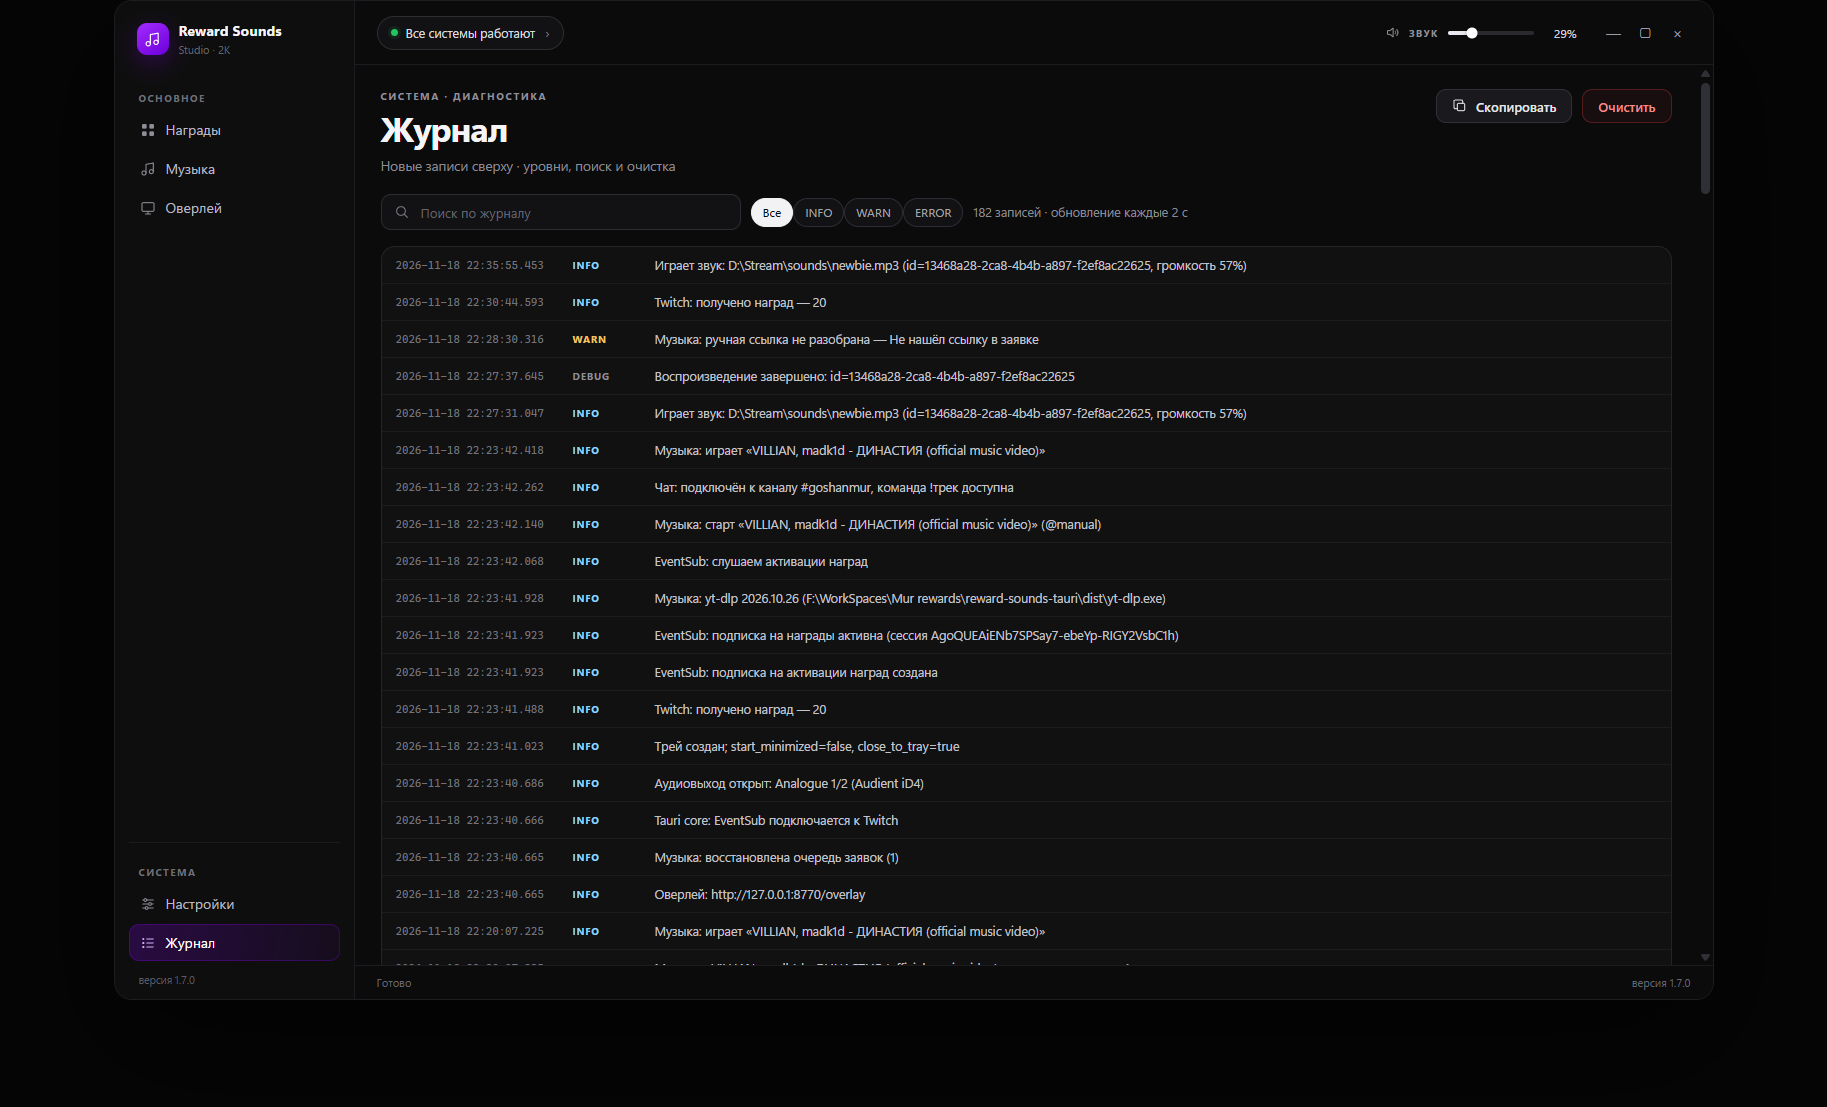 Reward Sounds
Studio · 2K
ОСНОВНОЕ
Награды
Музыка
Оверлей
СИСТЕМА
Настройки
Журнал
версия 1.7.0
Все системы работают ›
ЗВУК 29%
СИСТЕМА · ДИАГНОСТИКА
Журнал
Новые записи сверху · уровни, поиск и очистка
Скопировать Очистить
Поиск по журналу Все INFO WARN ERROR 182 записей · обновление каждые 2 с
2026-11-18 22:35:55.453 INFO Играет звук: D:\Stream\sounds\newbie.mp3 (id=13468a28-2ca8-4b4b-a897-f2ef8ac22625, громкость 57%)
2026-11-18 22:30:44.593 INFO Twitch: получено наград — 20
2026-11-18 22:28:30.316 WARN Музыка: ручная ссылка не разобрана — Не нашёл ссылку в заявке
2026-11-18 22:27:37.645 DEBUG Воспроизведение завершено: id=13468a28-2ca8-4b4b-a897-f2ef8ac22625
2026-11-18 22:27:31.047 INFO Играет звук: D:\Stream\sounds\newbie.mp3 (id=13468a28-2ca8-4b4b-a897-f2ef8ac22625, громкость 57%)
2026-11-18 22:23:42.418 INFO Музыка: играет «VILLIAN, madk1d - ДИНАСТИЯ (official music video)»
2026-11-18 22:23:42.262 INFO Чат: подключён к каналу #goshanmur, команда !трек доступна
2026-11-18 22:23:42.140 INFO Музыка: старт «VILLIAN, madk1d - ДИНАСТИЯ (official music video)» (@manual)
2026-11-18 22:23:42.068 INFO EventSub: слушаем активации наград
2026-11-18 22:23:41.928 INFO Музыка: yt-dlp 2026.10.26 (F:\WorkSpaces\Mur rewards\reward-sounds-tauri\dist\yt-dlp.exe)
2026-11-18 22:23:41.923 INFO EventSub: подписка на награды активна (сессия AgoQUEAiENb7SPSay7-ebeYp-RIGY2VsbC1h)
2026-11-18 22:23:41.923 INFO EventSub: подписка на активации наград создана
2026-11-18 22:23:41.488 INFO Twitch: получено наград — 20
2026-11-18 22:23:41.023 INFO Трей создан; start_minimized=false, close_to_tray=true
2026-11-18 22:23:40.686 INFO Аудиовыход открыт: Analogue 1/2 (Audient iD4)
2026-11-18 22:23:40.666 INFO Tauri core: EventSub подключается к Twitch
2026-11-18 22:23:40.665 INFO Музыка: восстановлена очередь заявок (1)
2026-11-18 22:23:40.665 INFO Оверлей: http://127.0.0.1:8770/overlay
2026-11-18 22:20:07.225 INFO Музыка: играет «VILLIAN, madk1d - ДИНАСТИЯ (official music video)»
Готово версия 1.7.0